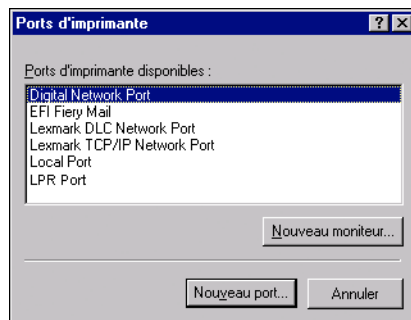 Ports d'imprimante
Ports d'imprimante disponibles :
Digital Network Port
EFI Fiery Mail
Lexmark DLC Network Port
Lexmark TCP/IP Network Port
Local Port
LPR Port
Nouveau moniteur...
Nouveau port...
Annuler